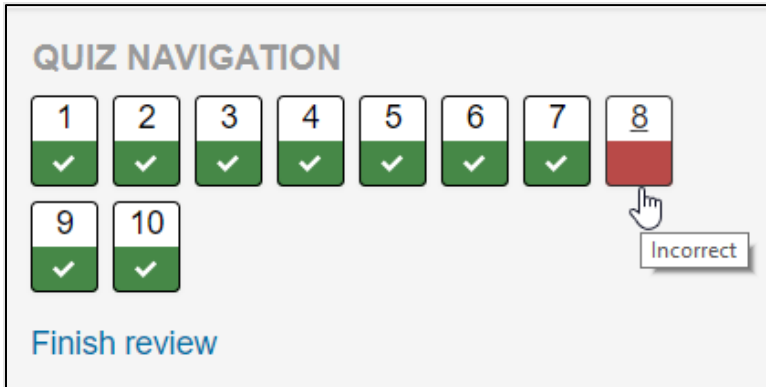 QUIZ NAVIGATION
1 2 3 4 5 6 7 8
9 10
Incorrect
Finish review